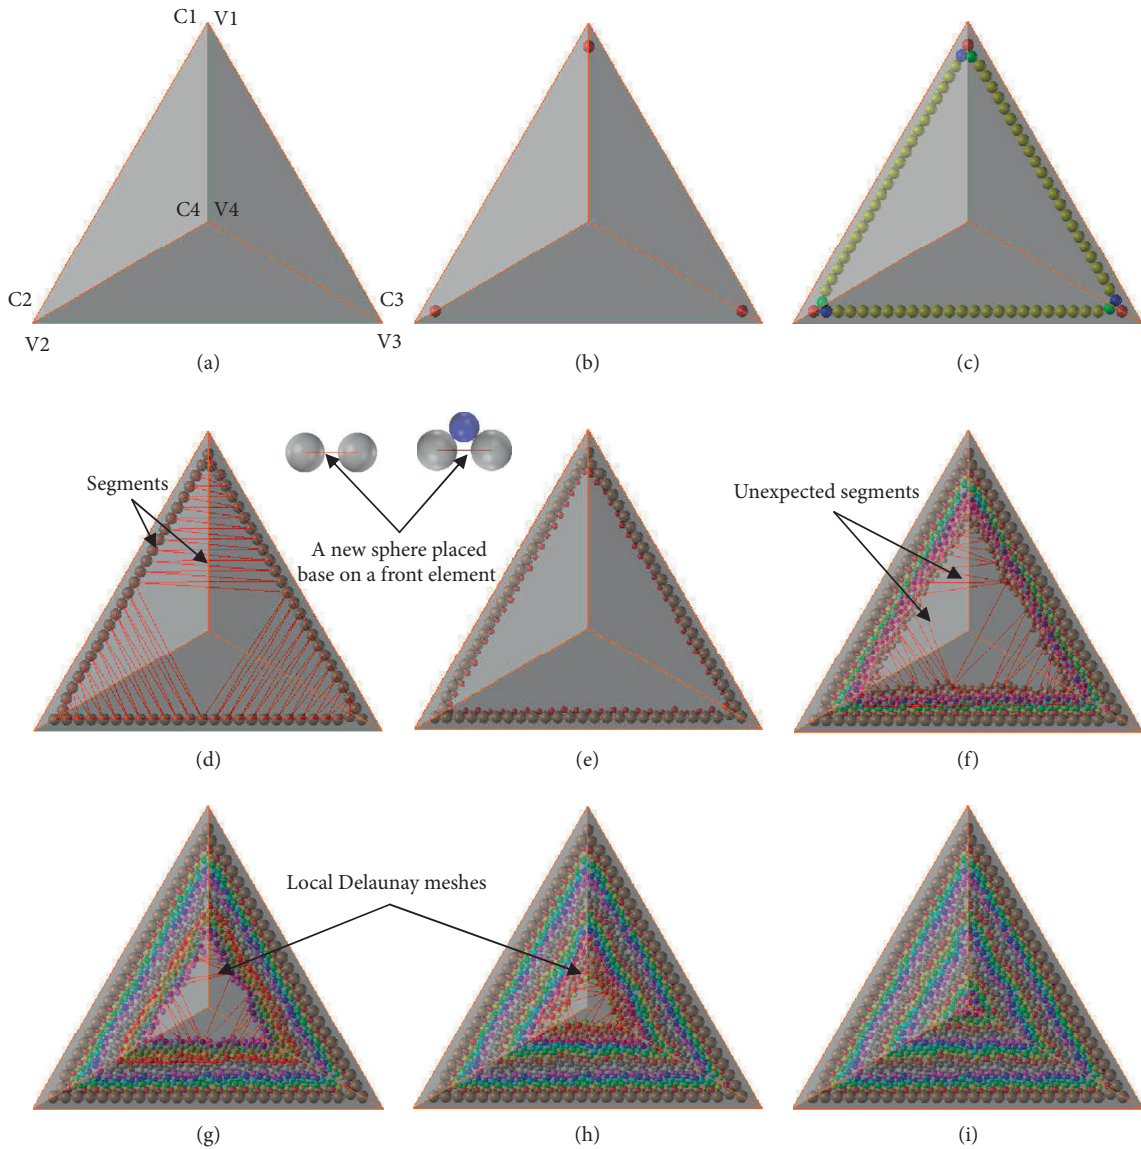 C1 V1
C4 V4
C2
C3
V2
V3
(a)
(b)
(c)
Segments
A new sphere placed
base on a front element
Unexpected segments
(d)
(e)
(f)
Local Delaunay meshes
(g)
(h)
(i)